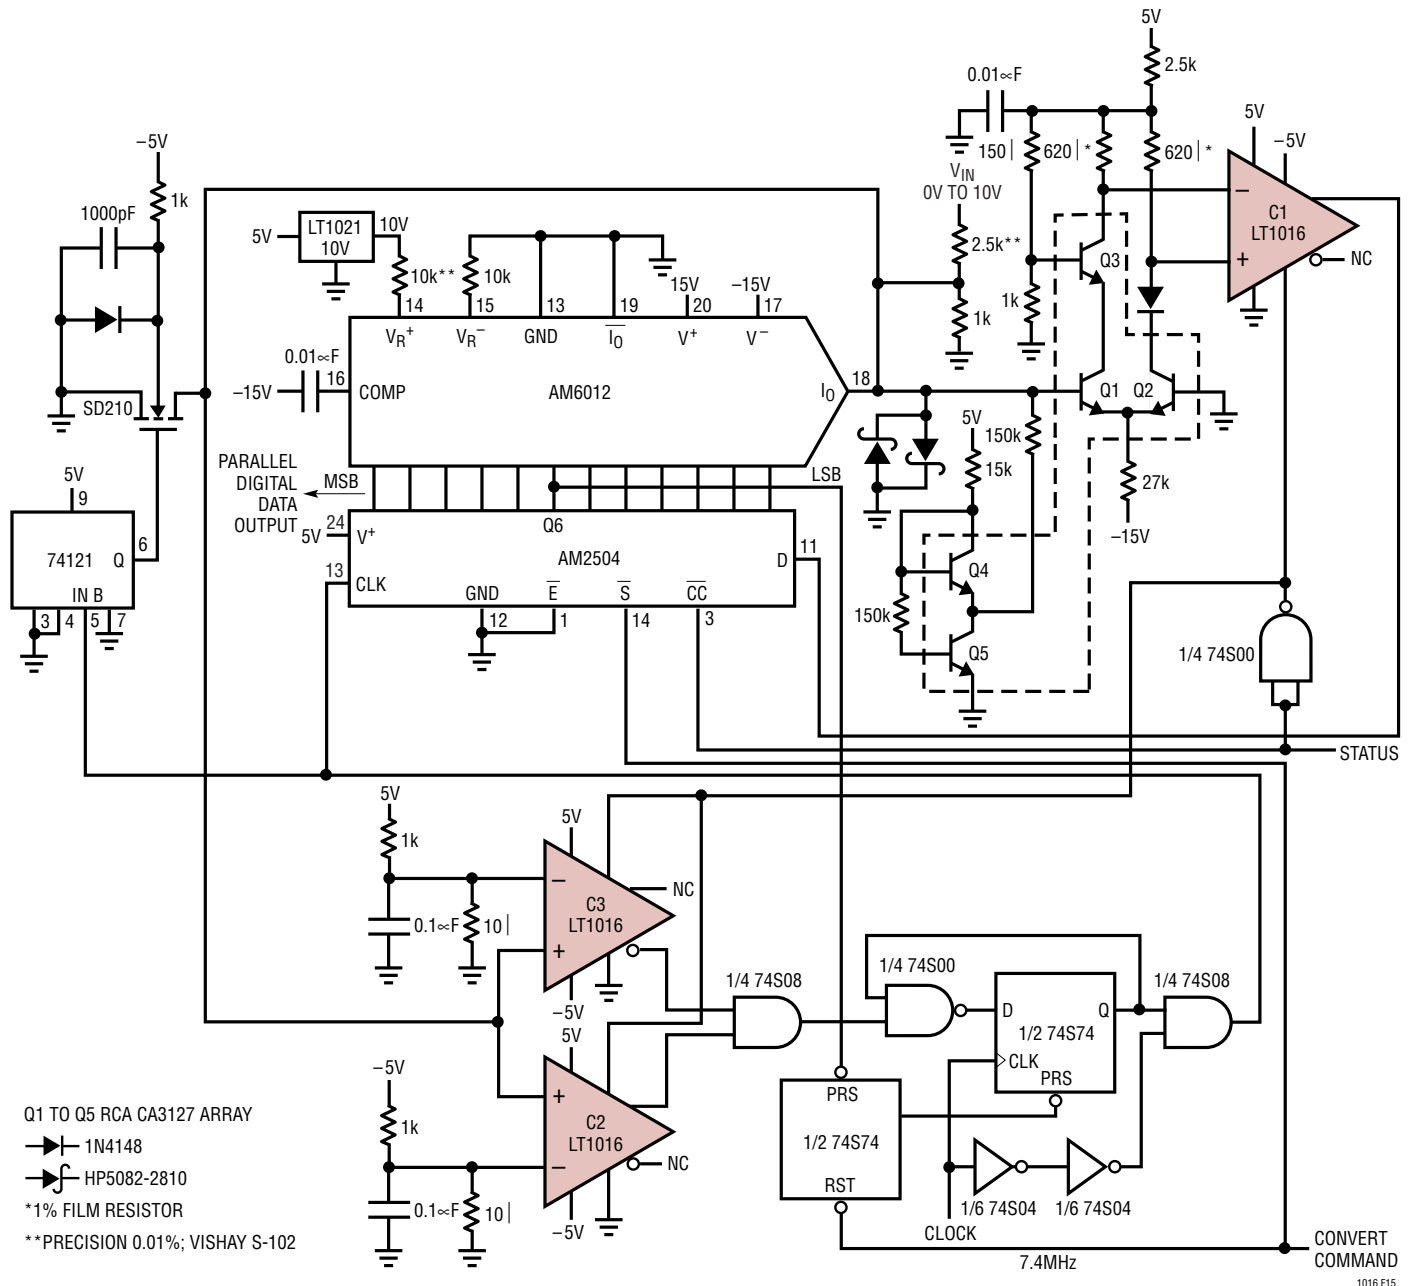 5V
2.5k
0.01∝F
5V
–5V
150|
620|*
620|*
VIN
0V TO 10V
–
C1
LT1016
+
NC
–5V
1k
1000pF
LT1021
10V
5V
10V
10k**
10k
15V
–15V
2.5k**
Q3
1k
1k
14
15
13
19
20
17
VR+
VR–
GND
IO
V+
V–
0.01∝F
16
–15V
COMP
AM6012
IO
18
Q1
Q2
SD210
5V
150k
15k
27k
–15V
PARALLEL
DIGITAL
DATA
OUTPUT
MSB
LSB
5V
9
74121
Q
6
IN B
3
4
5
7
24
5V
V+
Q6
AM2504
D
11
13
CLK
GND
E
S
CC
12
1
14
3
Q4
150k
Q5
1/4 74S00
STATUS
5V
1k
5V
–
C3
LT1016
+
NC
0.1∝F
10|
–5V
1/4 74S08
1/4 74S00
1/4 74S08
D
Q
1/2 74S74
CLK
PRS
5V
–5V
1k
+
C2
LT1016
–
NC
0.1∝F
10|
–5V
PRS
1/2 74S74
RST
1/6 74S04
1/6 74S04
CLOCK
7.4MHz
CONVERT
COMMAND
Q1 TO Q5 RCA CA3127 ARRAY
1N4148
HP5082-2810
*1% FILM RESISTOR
**PRECISION 0.01%; VISHAY S-102
1016 F15